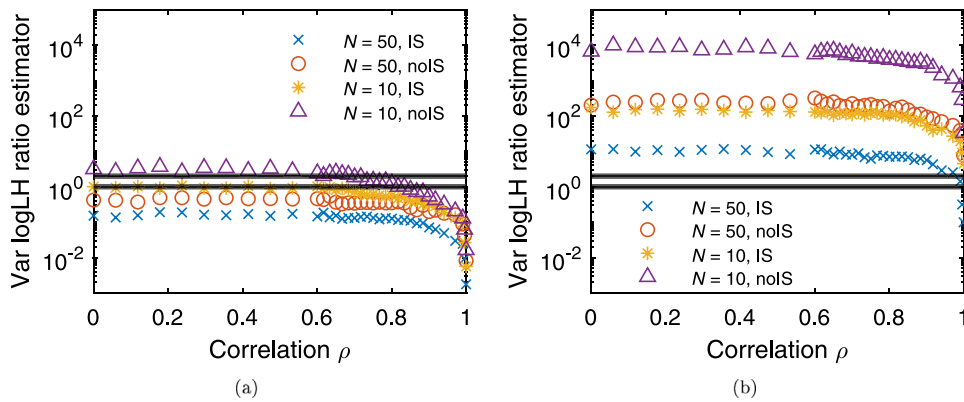 Var logLH ratio estimator
10^4
10^2
10^0
10^-2
N = 50, IS
N = 50, noIS
N = 10, IS
N = 10, noIS
0 0.2 0.4 0.6 0.8 1
Correlation ρ
(a)
Var logLH ratio estimator
10^4
10^2
10^0
10^-2
N = 50, IS
N = 50, noIS
N = 10, IS
N = 10, noIS
0 0.2 0.4 0.6 0.8 1
Correlation ρ
(b)